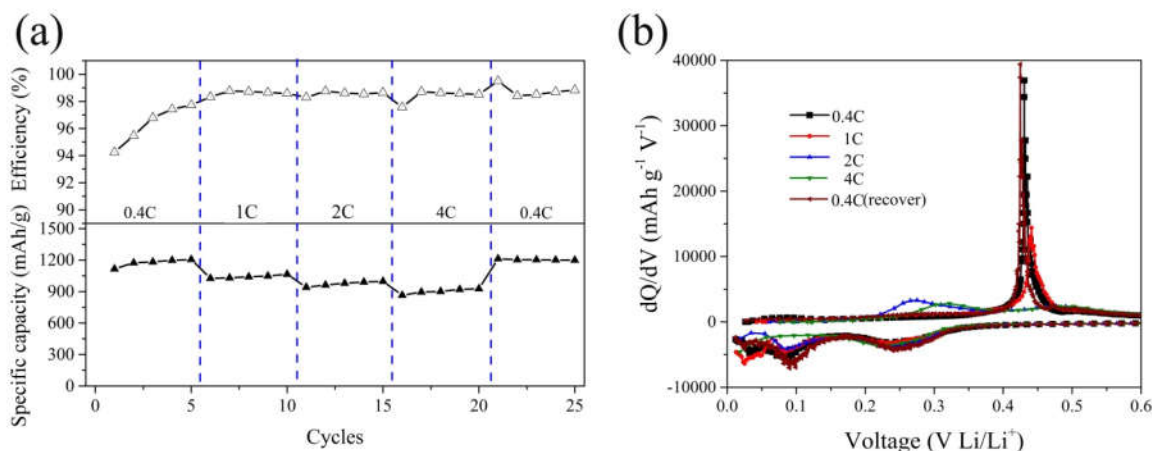 (a)
Efficiency (%)
100
98
96
94
92
90
0.4C 1C 2C 4C 0.4C
Specific capacity (mAh/g)
1500
1200
900
600
300
0
0 5 10 15 20 25
Cycles
(b)
dQ/dV (mAh g⁻¹ V⁻¹)
40000
30000
20000
10000
0
-10000
0.4C
1C
2C
4C
0.4C(recover)
0.0 0.1 0.2 0.3 0.4 0.5 0.6
Voltage (V Li/Li⁺)